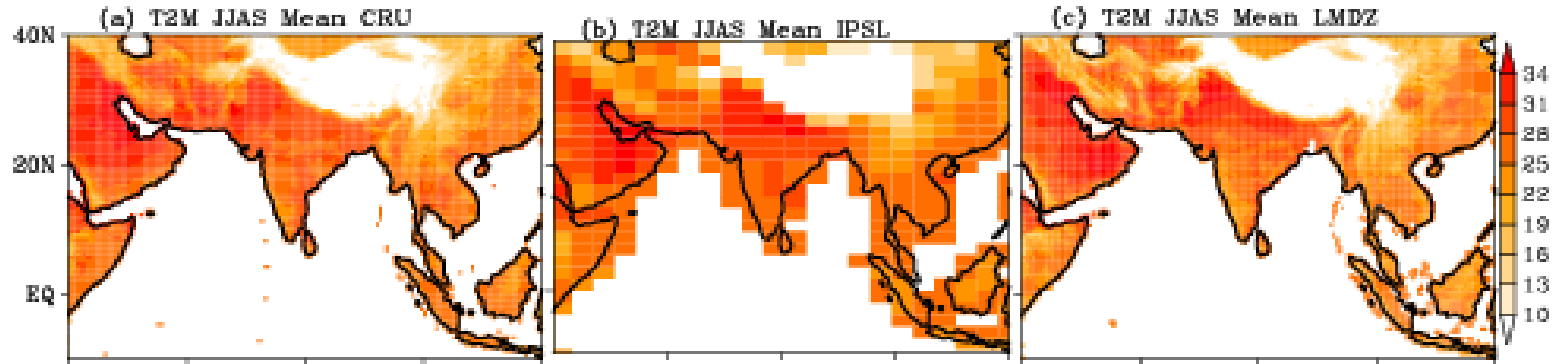 (a) T2M JJAS Mean CRU
(b) T2M JJAS Mean IPSL
(c) T2M JJAS Mean LMDZ
40N
20N
EQ
34
31
28
25
22
19
16
13
10